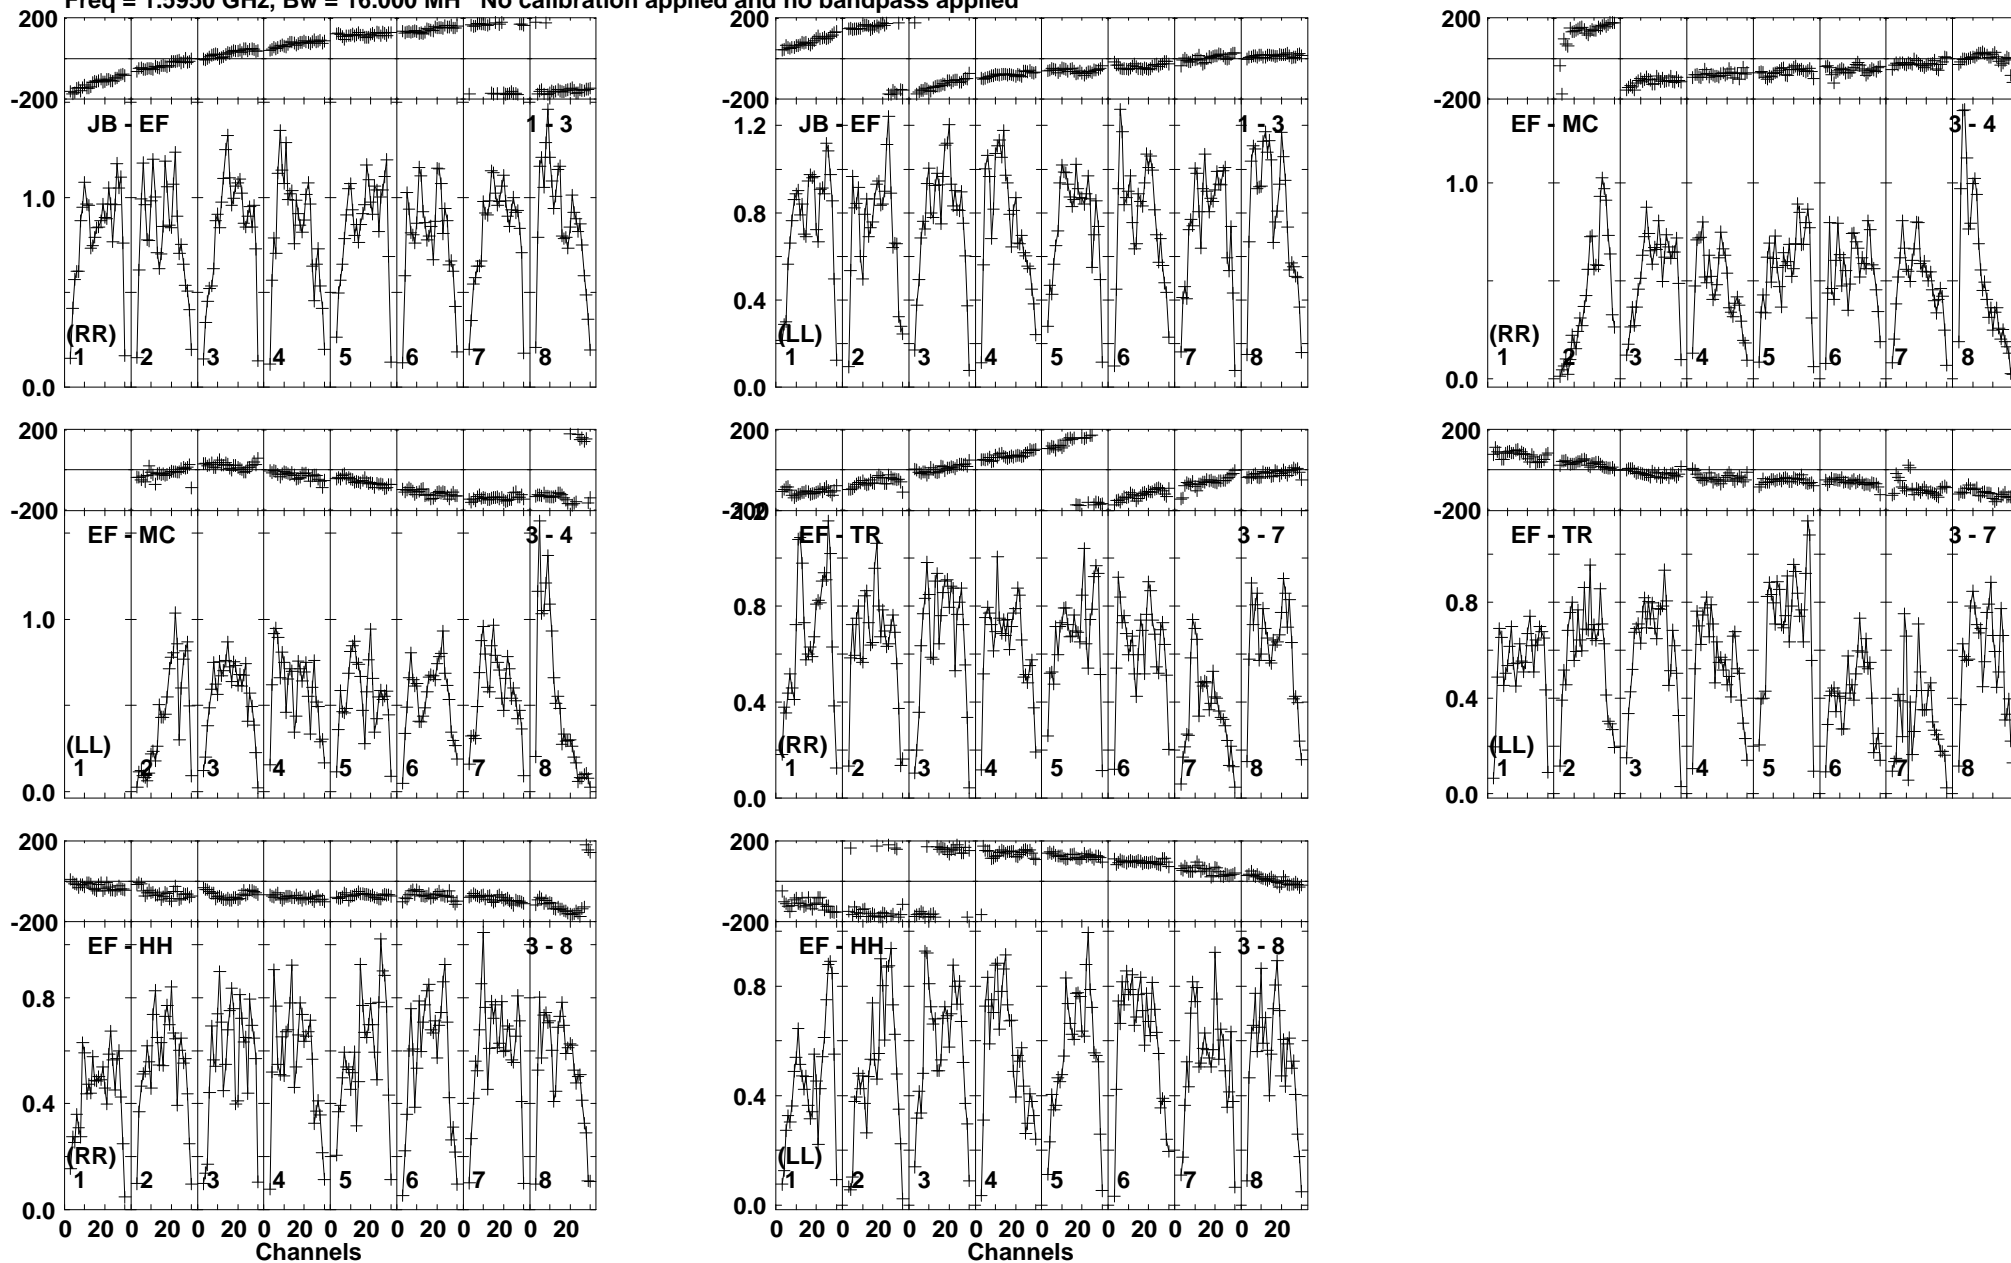 Freq = 1.5950 GHz, Bw = 16.000 MH No calibration applied and no bandpass applied
200 200 200
-200 -200 -200
JB - EF 1 - 3 JB - EF 1 - 3 EF - MC 3 - 4
1.0 1.2 0.8 0.4 1.0
(RR) (LL) (RR)
1 2 3 4 5 6 7 8 1 2 3 4 5 6 7 8 1 2 3 4 5 6 7 8
0.0 0.0 0.0
200 200 200
-200 -200 -200
1.2
EF - MC 3 - 4 EF - TR 3 - 7 EF - TR 3 - 7
1.0 0.8 0.4 0.8 0.4
(LL) (RR) (LL)
1 2 3 4 5 6 7 8 1 2 3 4 5 6 7 8 1 2 3 4 5 6 7 8
0.0 0.0 0.0
200 200
-200 -200
EF - HH 3 - 8 EF - HH 3 - 8
0.8 0.4 0.8 0.4
(RR) (LL)
1 2 3 4 5 6 7 8 1 2 3 4 5 6 7 8
0.0 0.0
0 20 0 20 0 20 0 20 0 20 0 20 0 20 0 20 0 20 0 20 0 20 0 20 0 20 0 20 0 20 0 20
Channels Channels